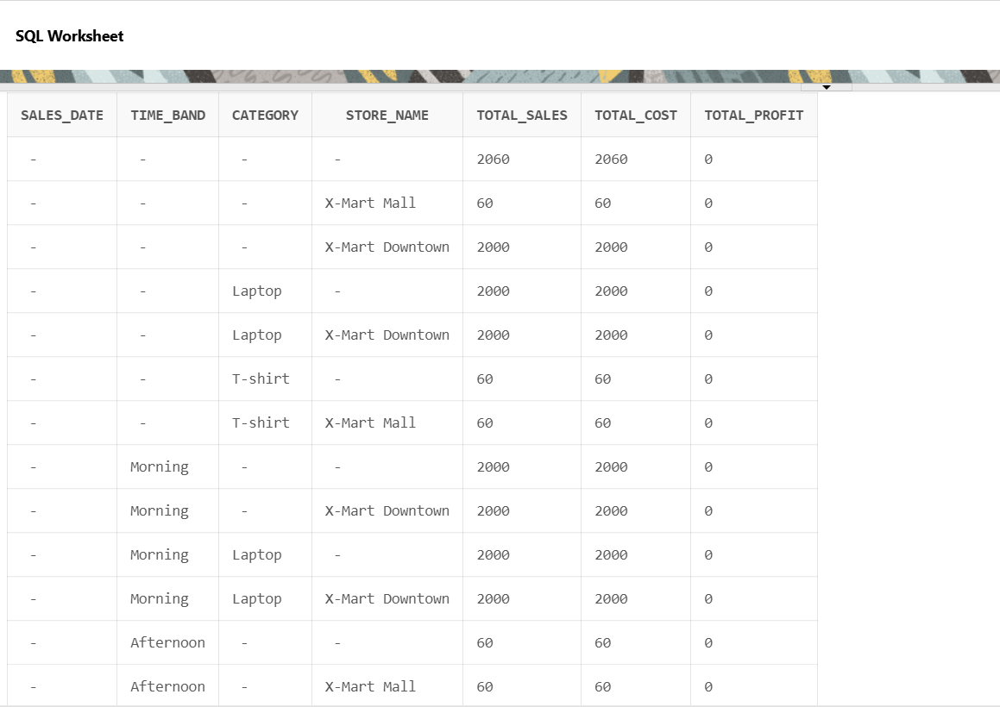 SQL Worksheet
SALES_DATE TIME_BAND CATEGORY STORE_NAME TOTAL_SALES TOTAL_COST TOTAL_PROFIT
- - - - 2060 2060 0
- - - X-Mart Mall 60 60 0
- - - X-Mart Downtown 2000 2000 0
- - Laptop - 2000 2000 0
- - Laptop X-Mart Downtown 2000 2000 0
- - T-shirt - 60 60 0
- - T-shirt X-Mart Mall 60 60 0
- Morning - - 2000 2000 0
- Morning - X-Mart Downtown 2000 2000 0
- Morning Laptop - 2000 2000 0
- Morning Laptop X-Mart Downtown 2000 2000 0
- Afternoon - - 60 60 0
- Afternoon - X-Mart Mall 60 60 0